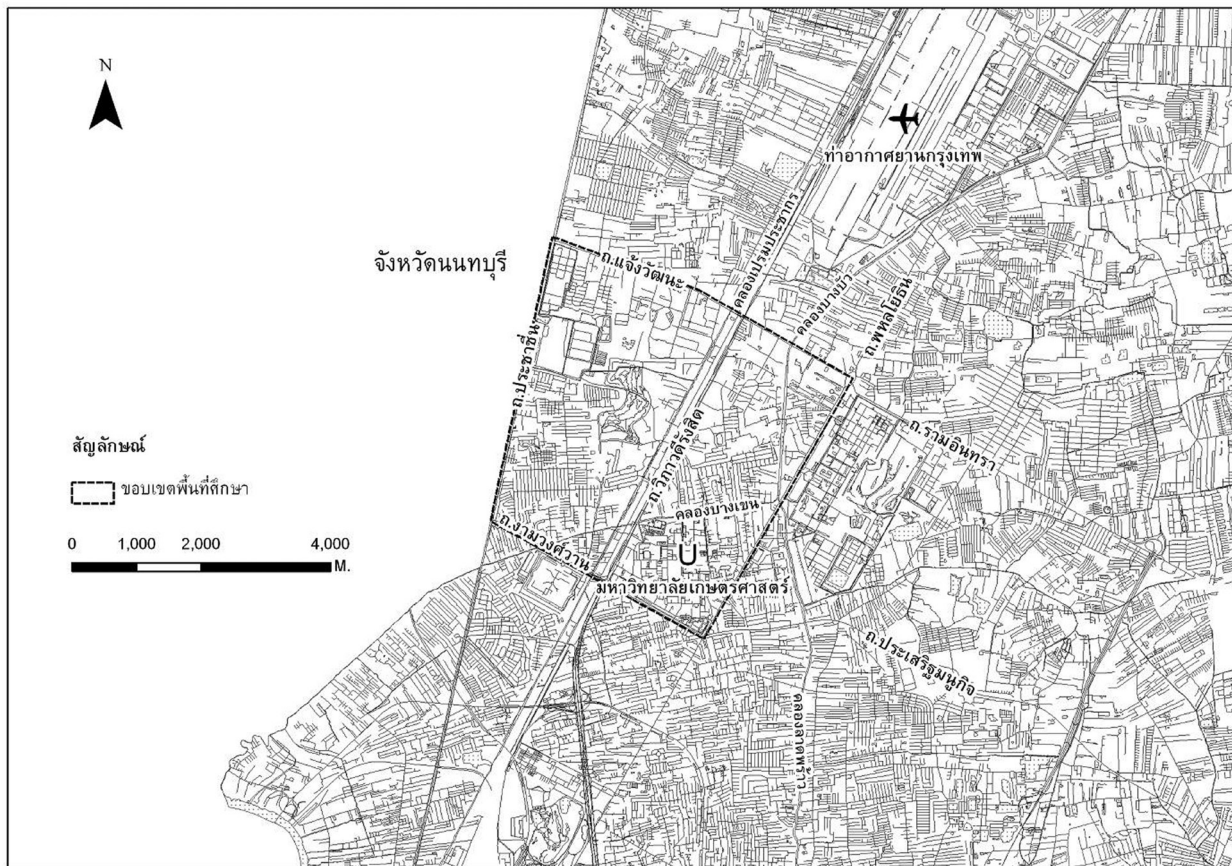 N
ท่าอากาศยานกรุงเทพ
จังหวัดนนทบุรี
ถ.แจ้งวัฒนะ
คลองเปรมประชากร
คลองบางบัว
ถ.พหลโยธิน
ถ.ประชาชื่น
ถ.วิภาวดีรังสิต
ถ.รามอินทรา
สัญลักษณ์
ขอบเขตพื้นที่ศึกษา
คลองบางเขน
ถ.งามวงศ์วาน
0 1,000 2,000 4,000
M.
U
มหาวิทยาลัยเกษตรศาสตร์
ถ.ประเสริฐมนูกิจ
คลองลาดพร้าว